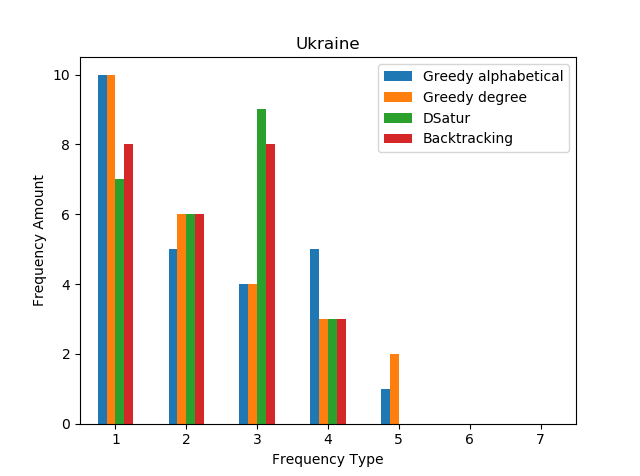 Ukraine
Greedy alphabetical
Greedy degree
DSatur
Backtracking
Frequency Amount
10
8
6
4
2
0
1 2 3 4 5 6 7
Frequency Type